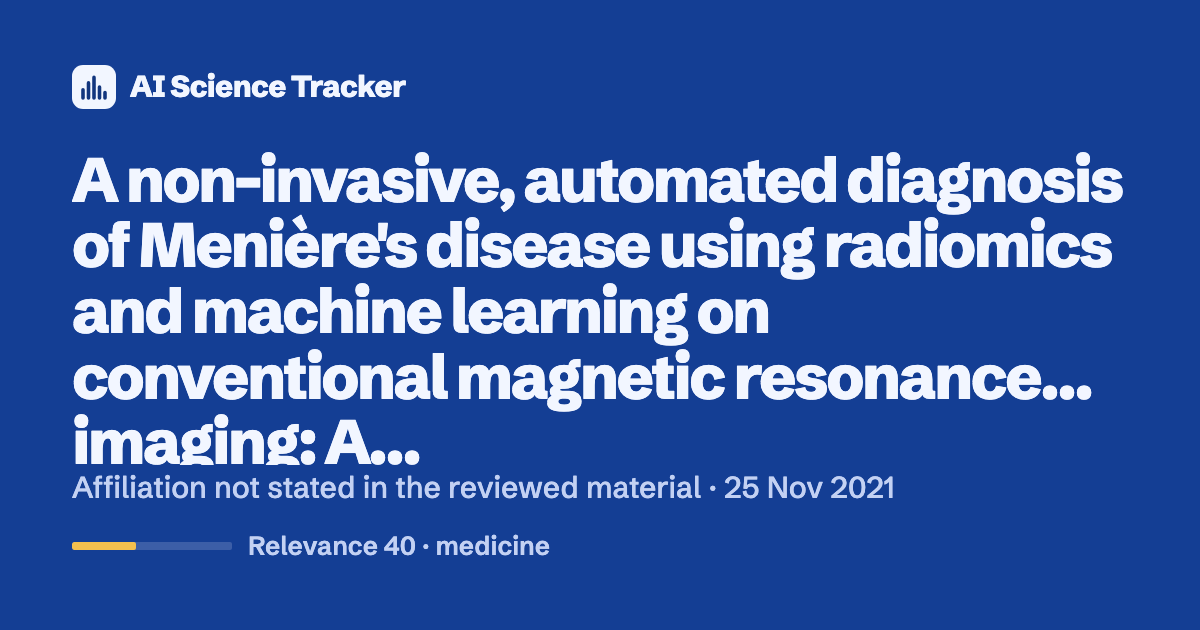 AI Science Tracker
A non-invasive, automated diagnosis
of Menière's disease using radiomics
and machine learning on
conventional magnetic resonance...
imaging: A...
Affiliation not stated in the reviewed material · 25 Nov 2021
Relevance 40 · medicine